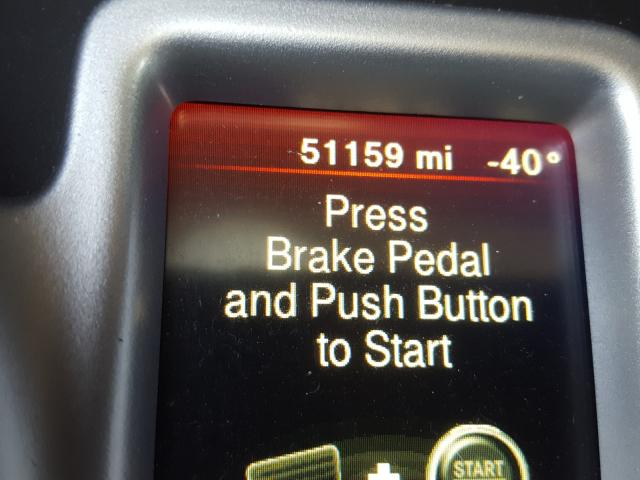 51159 mi -40°
Press
Brake Pedal
and Push Button
to Start
START